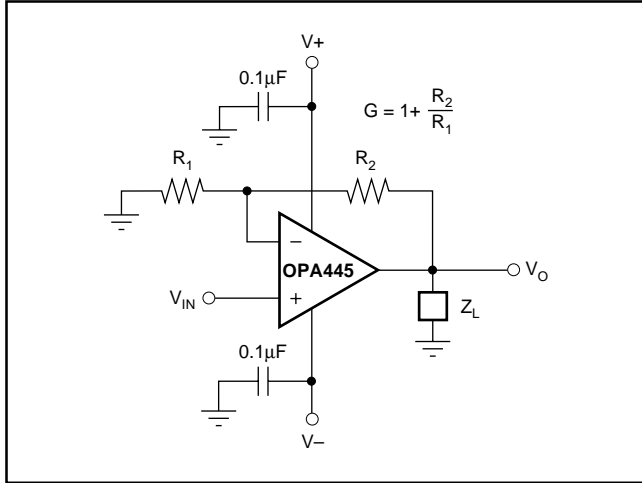 V+
0.1µF
G = 1+ R2/R1
R1
R2
–
OPA445
VIN
+
VO
ZL
0.1µF
V–